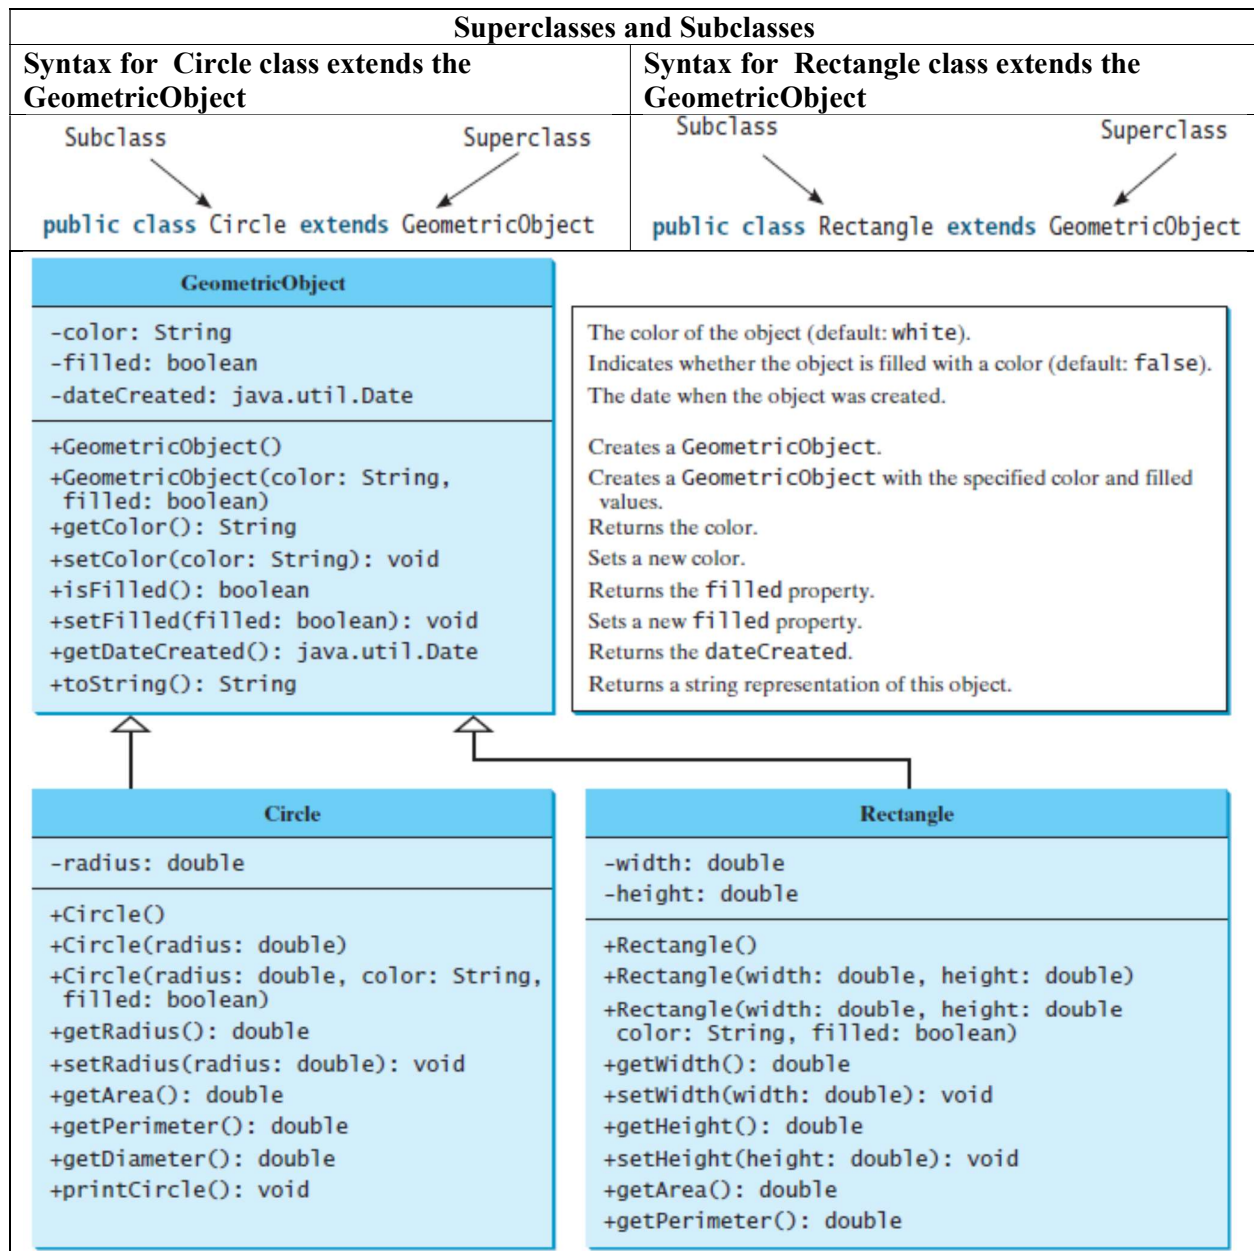 Superclasses and Subclasses
Syntax for Circle class extends the
GeometricObject
Syntax for Rectangle class extends the
GeometricObject
Subclass
Superclass
public class Circle extends GeometricObject
Subclass
Superclass
public class Rectangle extends GeometricObject
GeometricObject
-color: String
-filled: boolean
-dateCreated: java.util.Date
+GeometricObject()
+GeometricObject(color: String,
filled: boolean)
+getColor(): String
+setColor(color: String): void
+isFilled(): boolean
+setFilled(filled: boolean): void
+getDateCreated(): java.util.Date
+toString(): String
The color of the object (default: white).
Indicates whether the object is filled with a color (default: false).
The date when the object was created.
Creates a GeometricObject.
Creates a GeometricObject with the specified color and filled
values.
Returns the color.
Sets a new color.
Returns the filled property.
Sets a new filled property.
Returns the dateCreated.
Returns a string representation of this object.
Circle
-radius: double
+Circle()
+Circle(radius: double)
+Circle(radius: double, color: String,
filled: boolean)
+getRadius(): double
+setRadius(radius: double): void
+getArea(): double
+getPerimeter(): double
+getDiameter(): double
+printCircle(): void
Rectangle
-width: double
-height: double
+Rectangle()
+Rectangle(width: double, height: double)
+Rectangle(width: double, height: double
color: String, filled: boolean)
+getWidth(): double
+setWidth(width: double): void
+getHeight(): double
+setHeight(height: double): void
+getArea(): double
+getPerimeter(): double